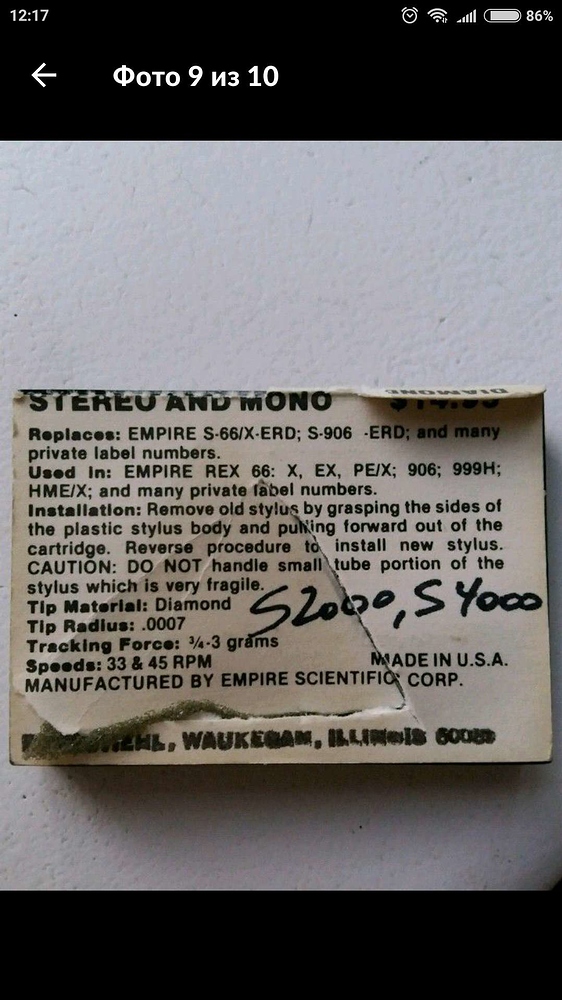 12:17
86%
Фото 9 из 10
DIAMOND
STEREO AND MONO $14.95
Replaces: EMPIRE S-66/X-ERD; S-906 -ERD; and many
private label numbers.
Used In: EMPIRE REX 66: X, EX, PE/X; 906; 999H;
HME/X; and many private label numbers.
Installation: Remove old stylus by grasping the sides of
the plastic stylus body and pulling forward out of the
cartridge. Reverse procedure to install new stylus.
CAUTION: DO NOT handle small tube portion of the
stylus which is very fragile.
Tip Material: Diamond
S2000, S4000
Tip Radius: .0007
Tracking Force: ¾-3 grams
Speeds: 33 & 45 RPM MADE IN U.S.A.
MANUFACTURED BY EMPIRE SCIENTIFIC CORP.
WAUKEGAN, ILLINOIS